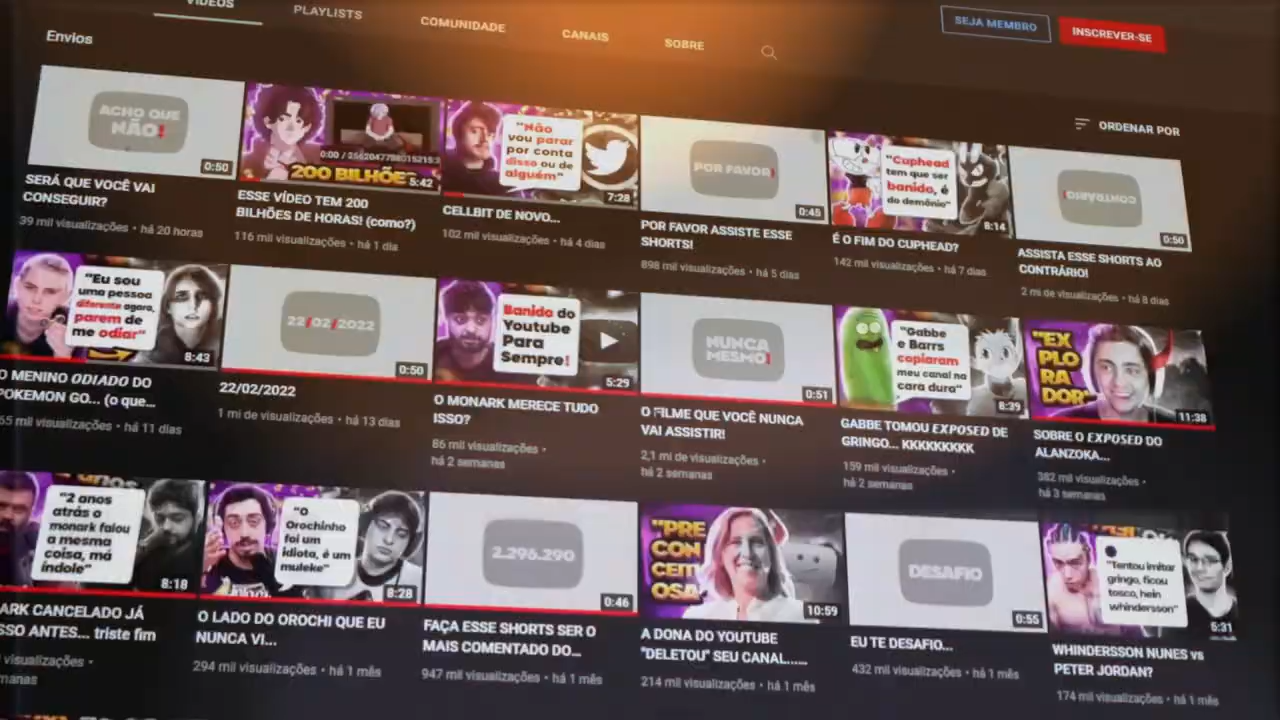 VÍDEOS
PLAYLISTS
COMUNIDADE
CANAIS
SOBRE
SEJA MEMBRO
INSCREVER-SE
Envios
ORDENAR POR
ACHO QUE
NÃO!
0:50
SERÁ QUE VOCÊ VAI
CONSEGUIR?
39 mil visualizações • há 20 horas
200 BILHÕES
5:42
ESSE VÍDEO TEM 200
BILHÕES DE HORAS! (como?)
116 mil visualizações • há 1 dia
"Não
vou parar
por conta
disso ou de
alguém"
7:28
CELLBIT DE NOVO...
102 mil visualizações • há 4 dias
POR FAVOR!
0:45
POR FAVOR ASSISTE ESSE
SHORTS!
898 mil visualizações • há 5 dias
"Cuphead
tem que ser
banido, é
do demônio"
8:14
É O FIM DO CUPHEAD?
142 mil visualizações • há 7 dias
CONTRÁRIO!
0:50
ASSISTA ESSE SHORTS AO
CONTRÁRIO!
2 mi de visualizações • há 8 dias
"Eu sou
uma pessoa
diferente agora,
parem de
me odiar"
8:43
O MENINO ODIADO DO
POKEMON GO... (o que...
55 mil visualizações • há 11 dias
22/02/2022
0:50
22/02/2022
1 mi de visualizações • há 13 dias
Banido do
Youtube
Para
Sempre!
5:29
O MONARK MERECE TUDO
ISSO?
86 mil visualizações •
há 2 semanas
NUNCA
MESMO!
0:51
O FILME QUE VOCÊ NUNCA
VAI ASSISTIR!
2,1 mi de visualizações •
há 2 semanas
"Gabbe
e Barrs
copiaram
meu canal na
cara dura"
8:39
GABBE TOMOU EXPOSED DE
GRINGO... KKKKKKKKK
159 mil visualizações •
há 2 semanas
"EX
PLO
RA
DOR"
11:38
SOBRE O EXPOSED DO
ALANZOKA...
382 mil visualizações •
há 3 semanas
"2 anos
atrás o
monark falou
a mesma
coisa, má
índole"
8:18
ARK CANCELADO JÁ
SSO ANTES... triste fim
visualizações •
manas
"O
Orochinho
foi um
idiota, é um
muleke"
8:28
O LADO DO OROCHI QUE EU
NUNCA VI...
294 mil visualizações • há 1 mês
2.296.290
0:46
FAÇA ESSE SHORTS SER O
MAIS COMENTADO DO...
947 mil visualizações • há 1 mês
"PRE
CON
CEIT
OSA"
10:59
A DONA DO YOUTUBE
"DELETOU" SEU CANAL......
214 mil visualizações • há 1 mês
DESAFIO
0:55
EU TE DESAFIO...
432 mil visualizações • há 1 mês
"Tentou imitar
gringo, ficou
tosco, hein
whindersson"
5:31
WHINDERSSON NUNES vs
PETER JORDAN?
174 mil visualizações • há 1 mês